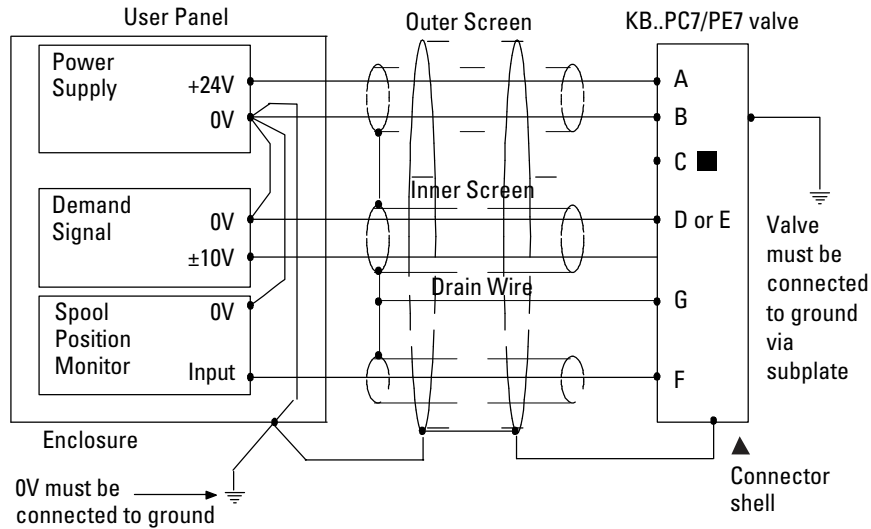 User Panel
Outer Screen
KB..PC7/PE7 valve
Power
Supply
+24V
0V
A
B
C
Inner Screen
Demand
Signal
0V
±10V
D or E
Valve
must be
connected
to ground
via
subplate
Drain Wire
Spool
Position
Monitor
0V
Input
G
F
Enclosure
Connector
shell
0V must be
connected to ground